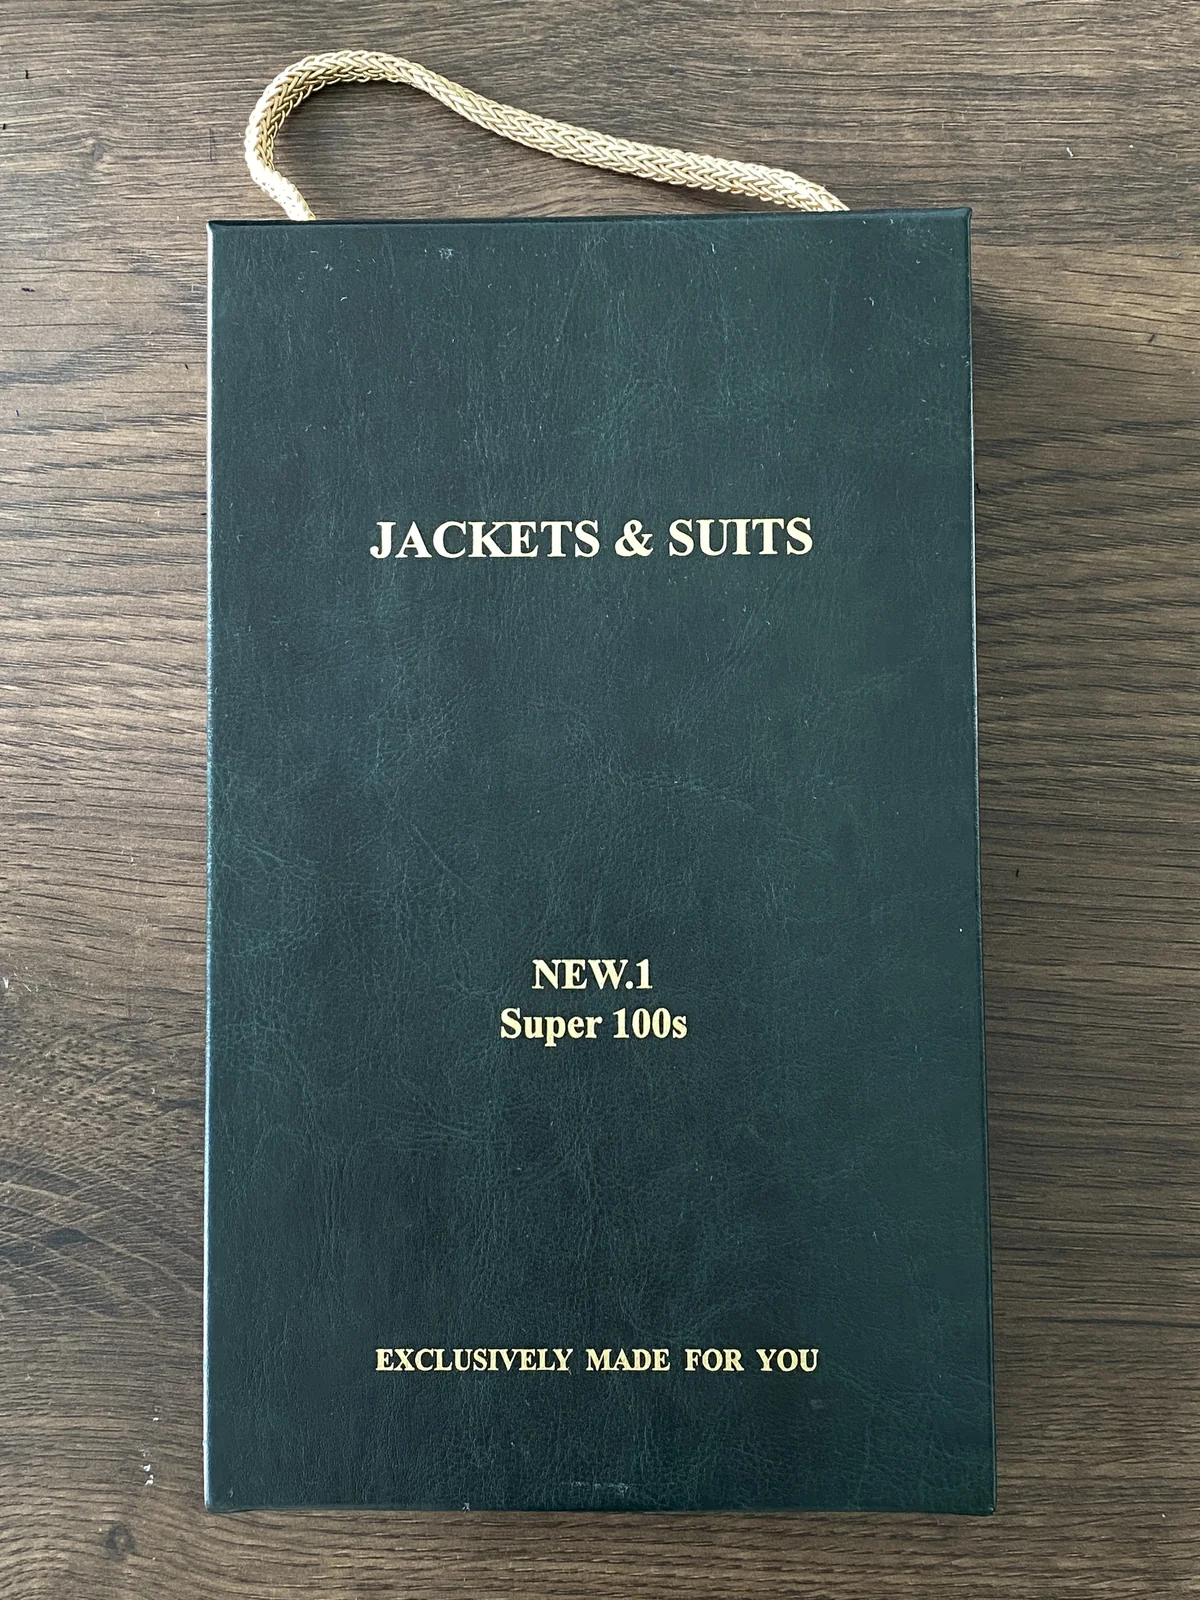 JACKETS & SUITS
NEW.1
Super 100s
EXCLUSIVELY MADE FOR YOU